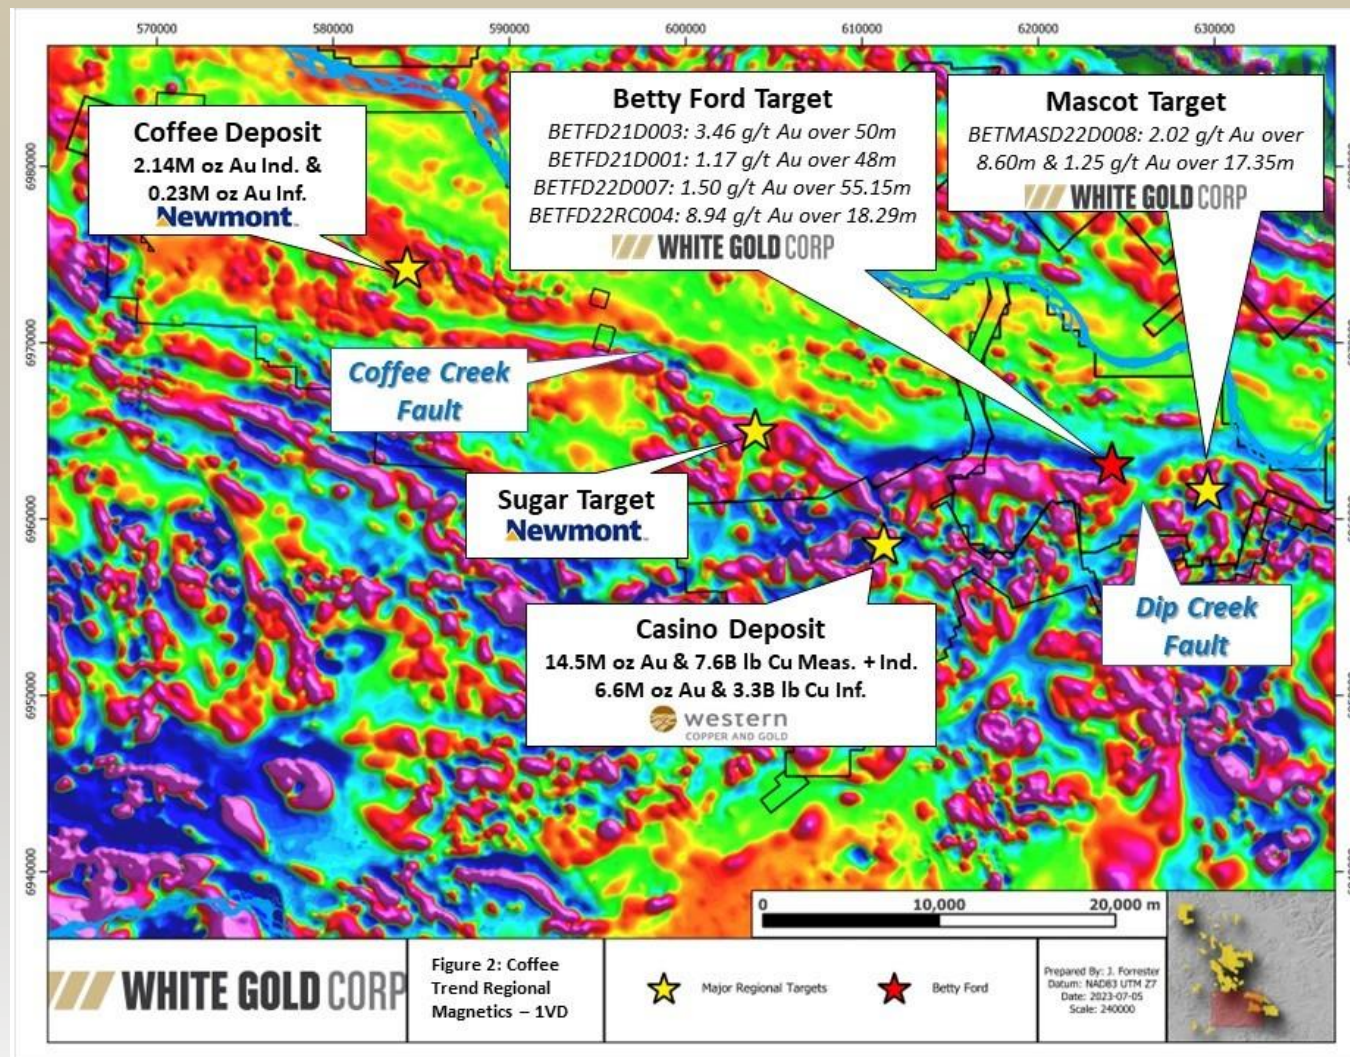 570000 580000 590000 600000 610000 620000 630000
6980000
6970000
6960000
6950000
6940000
Coffee Deposit
2.14M oz Au Ind. &
0.23M oz Au Inf.
Newmont™
Betty Ford Target
BETFD21D003: 3.46 g/t Au over 50m
BETFD21D001: 1.17 g/t Au over 48m
BETFD22D007: 1.50 g/t Au over 55.15m
BETFD22RC004: 8.94 g/t Au over 18.29m
WHITE GOLD CORP
Mascot Target
BETMASD22D008: 2.02 g/t Au over
8.60m & 1.25 g/t Au over 17.35m
WHITE GOLD CORP
Coffee Creek
Fault
Sugar Target
Newmont™
Casino Deposit
14.5M oz Au & 7.6B lb Cu Meas. + Ind.
6.6M oz Au & 3.3B lb Cu Inf.
western
COPPER AND GOLD
Dip Creek
Fault
0 10,000 20,000 m
WHITE GOLD CORP
Figure 2: Coffee
Trend Regional
Magnetics – 1VD
Major Regional Targets
Betty Ford
Prepared By: J. Forrester
Datum: NAD83 UTM Z7
Date: 2023-07-05
Scale: 240000